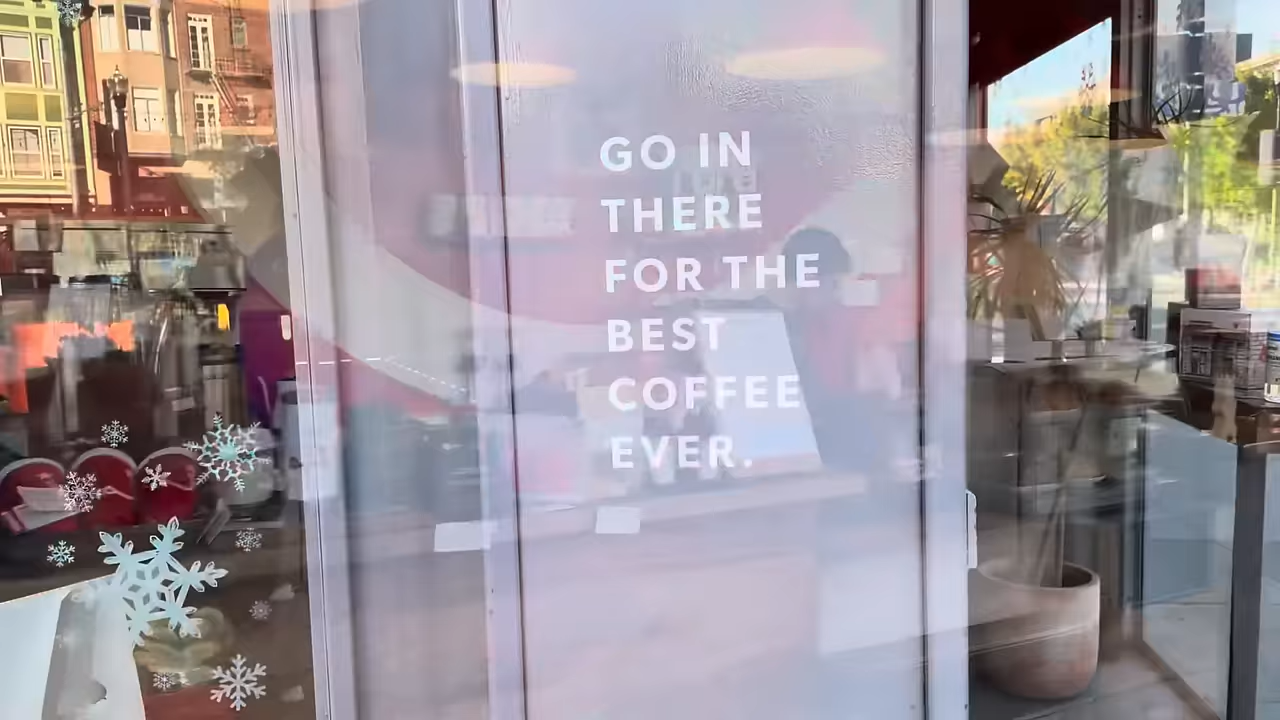 GO IN
THERE
FOR THE
BEST
COFFEE
EVER.